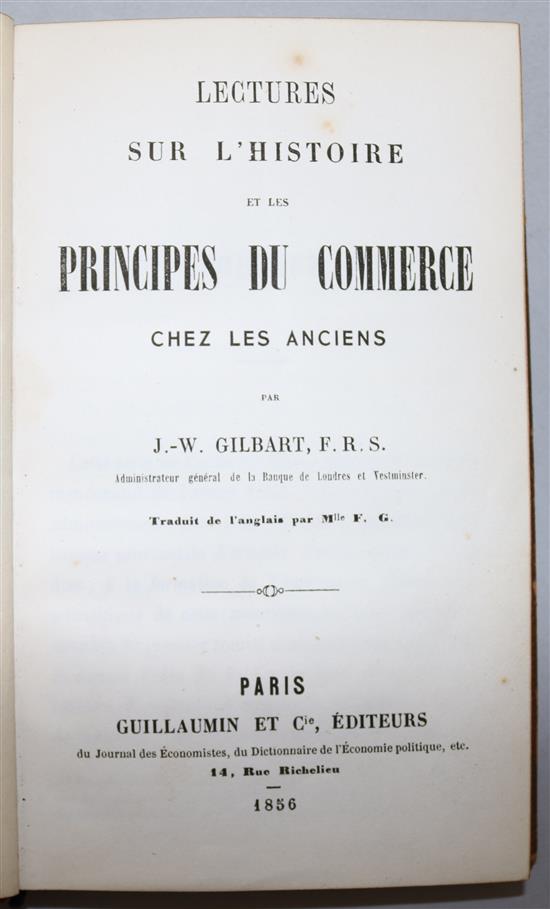 LECTURES
SUR L'HISTOIRE
ET LES
PRINCIPES DU COMMERCE
CHEZ LES ANCIENS
PAR
J.-W. GILBART, F. R. S.
Administrateur général de la Banque de Londres et Vestminster.
Traduit de l'anglais par Mlle F. G.
PARIS
GUILLAUMIN ET Cie, ÉDITEURS
du Journal des Économistes, du Dictionnaire de l'Économie politique, etc.
14, Rue Richelieu
1856